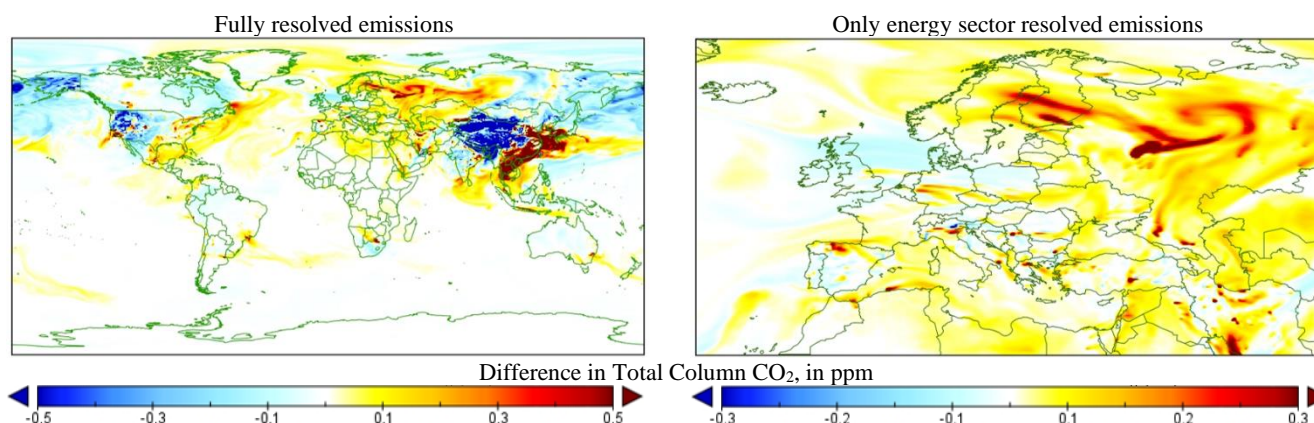 Fully resolved emissions
Only energy sector resolved emissions
Difference in Total Column CO₂, in ppm
-0.5 -0.3 -0.1 0.1 0.3 0.5
-0.3 -0.2 -0.1 0.1 0.2 0.3